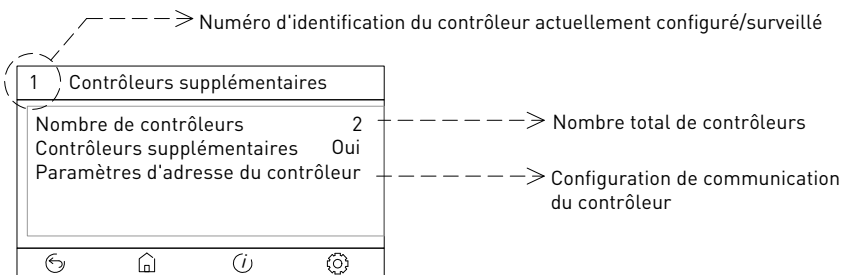 Numéro d'identification du contrôleur actuellement configuré/surveillé
1 Contrôleurs supplémentaires
Nombre de contrôleurs 2
Nombre total de contrôleurs
Contrôleurs supplémentaires Oui
Paramètres d'adresse du contrôleur
Configuration de communication
du contrôleur
i